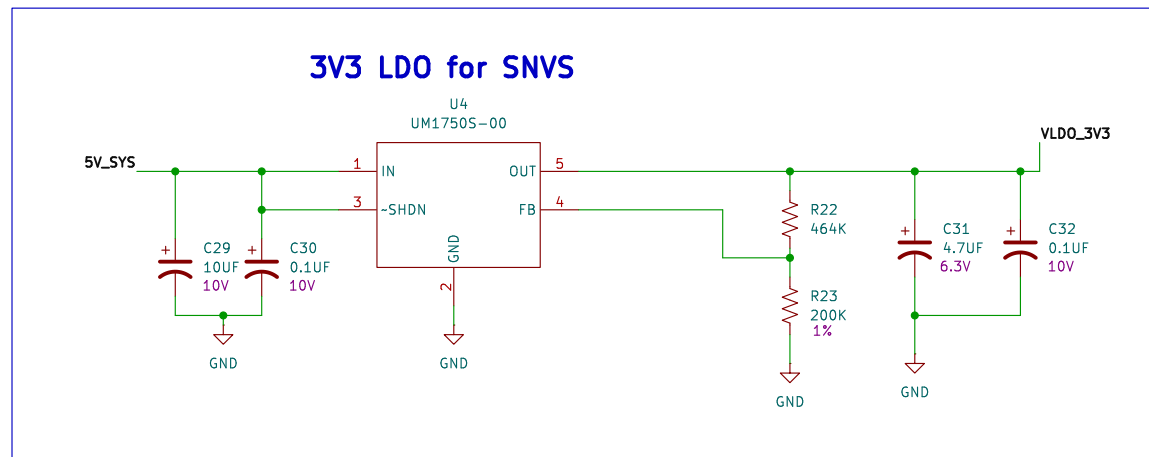 3V3 LDO for SNVS
U4
UM1750S-00
5V_SYS
VLDO_3V3
1
IN
OUT
5
3
~SHDN
FB
4
GND
2
C29
10UF
10V
C30
0.1UF
10V
R22
464K
R23
200K
1%
C31
4.7UF
6.3V
C32
0.1UF
10V
GND
GND
GND
GND